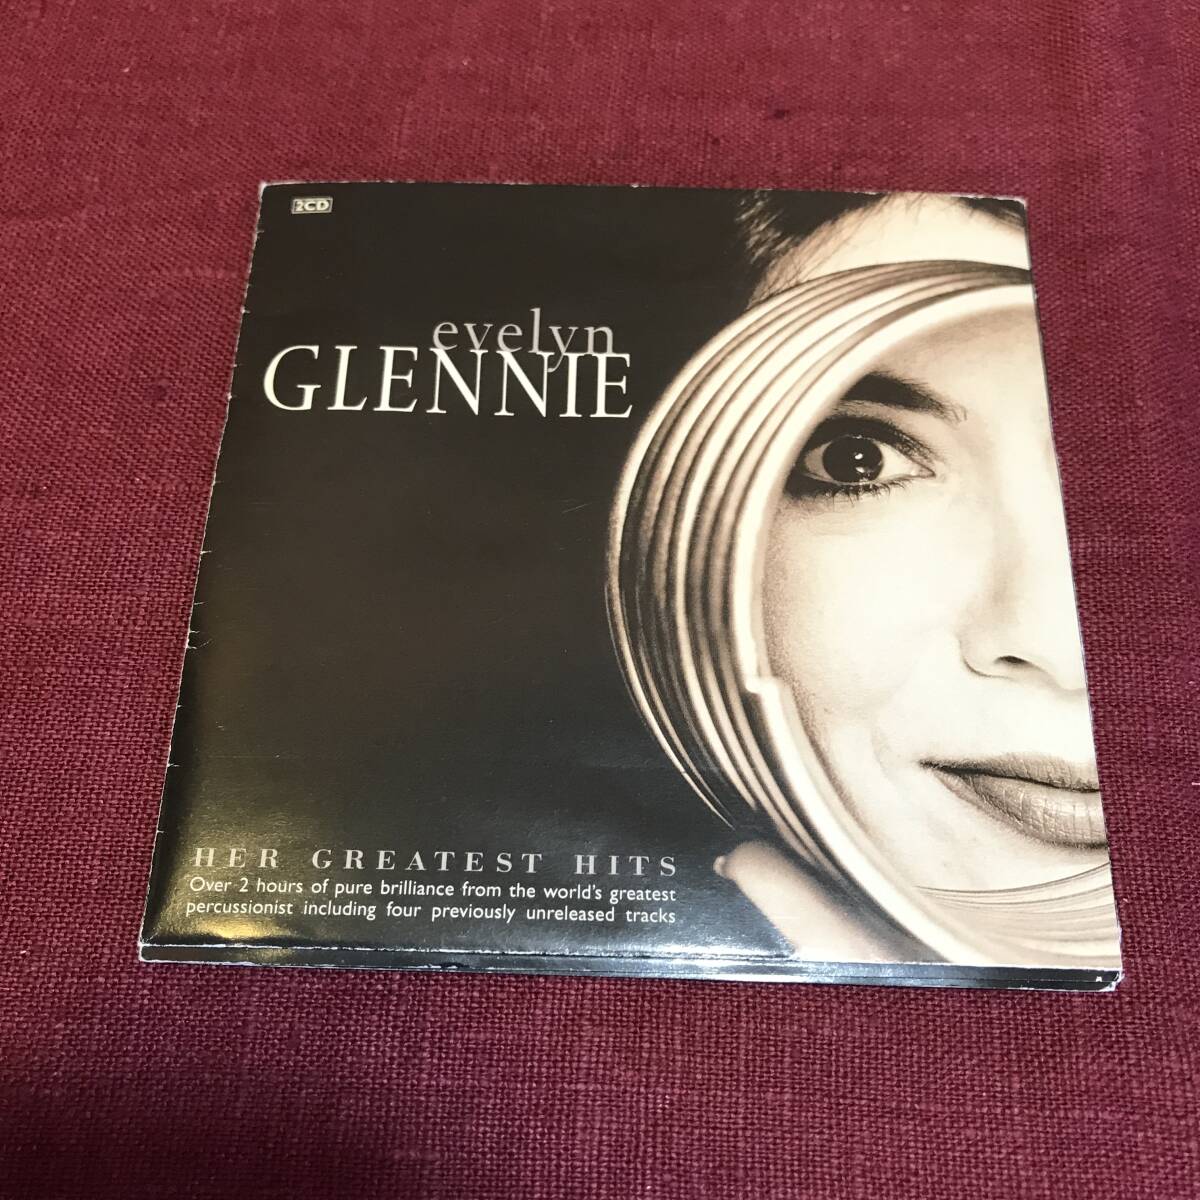 2CD
evelyn
GLENNIE
HER GREATEST HITS
Over 2 hours of pure brilliance from the world's greatest
percussionist including four previously unreleased tracks